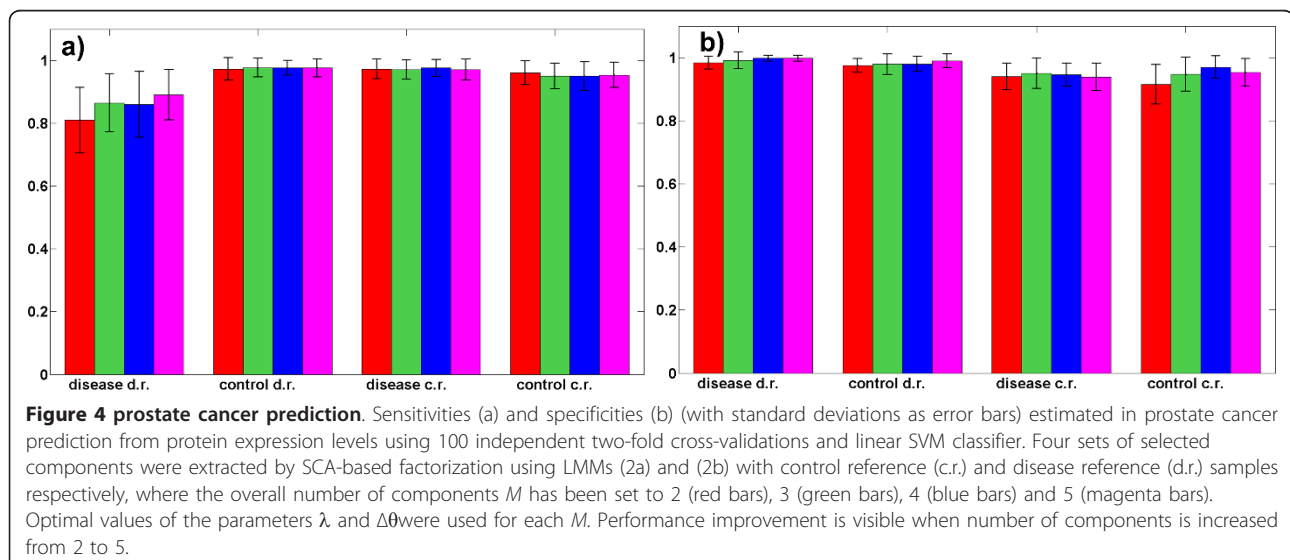 a)
1
0.8
0.6
0.4
0.2
0
disease d.r. control d.r. disease c.r. control c.r.
b)
1
0.8
0.6
0.4
0.2
0
disease d.r. control d.r. disease c.r. control c.r.
Figure 4 prostate cancer prediction. Sensitivities (a) and specificities (b) (with standard deviations as error bars) estimated in prostate cancer
prediction from protein expression levels using 100 independent two-fold cross-validations and linear SVM classifier. Four sets of selected
components were extracted by SCA-based factorization using LMMs (2a) and (2b) with control reference (c.r.) and disease reference (d.r.) samples
respectively, where the overall number of components M has been set to 2 (red bars), 3 (green bars), 4 (blue bars) and 5 (magenta bars).
Optimal values of the parameters λ and Δθwere used for each M. Performance improvement is visible when number of components is increased
from 2 to 5.